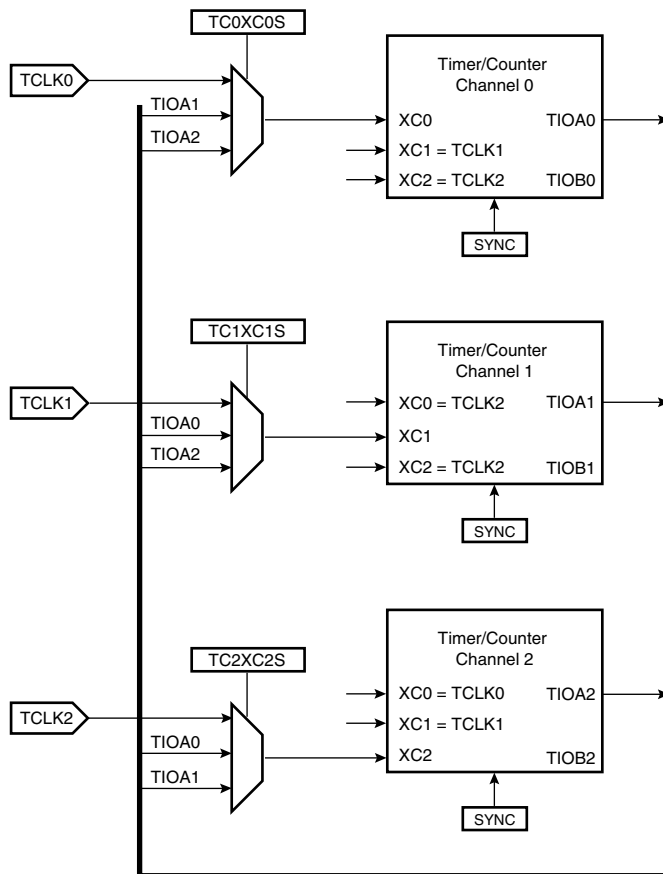 TC0XC0S
TCLK0
TIOA1
TIOA2
Timer/Counter
Channel 0
XC0
TIOA0
XC1 = TCLK1
XC2 = TCLK2
TIOB0
SYNC
TC1XC1S
TCLK1
TIOA0
TIOA2
Timer/Counter
Channel 1
XC0 = TCLK2
TIOA1
XC1
XC2 = TCLK2
TIOB1
SYNC
TC2XC2S
TCLK2
TIOA0
TIOA1
Timer/Counter
Channel 2
XC0 = TCLK0
TIOA2
XC1 = TCLK1
XC2
TIOB2
SYNC